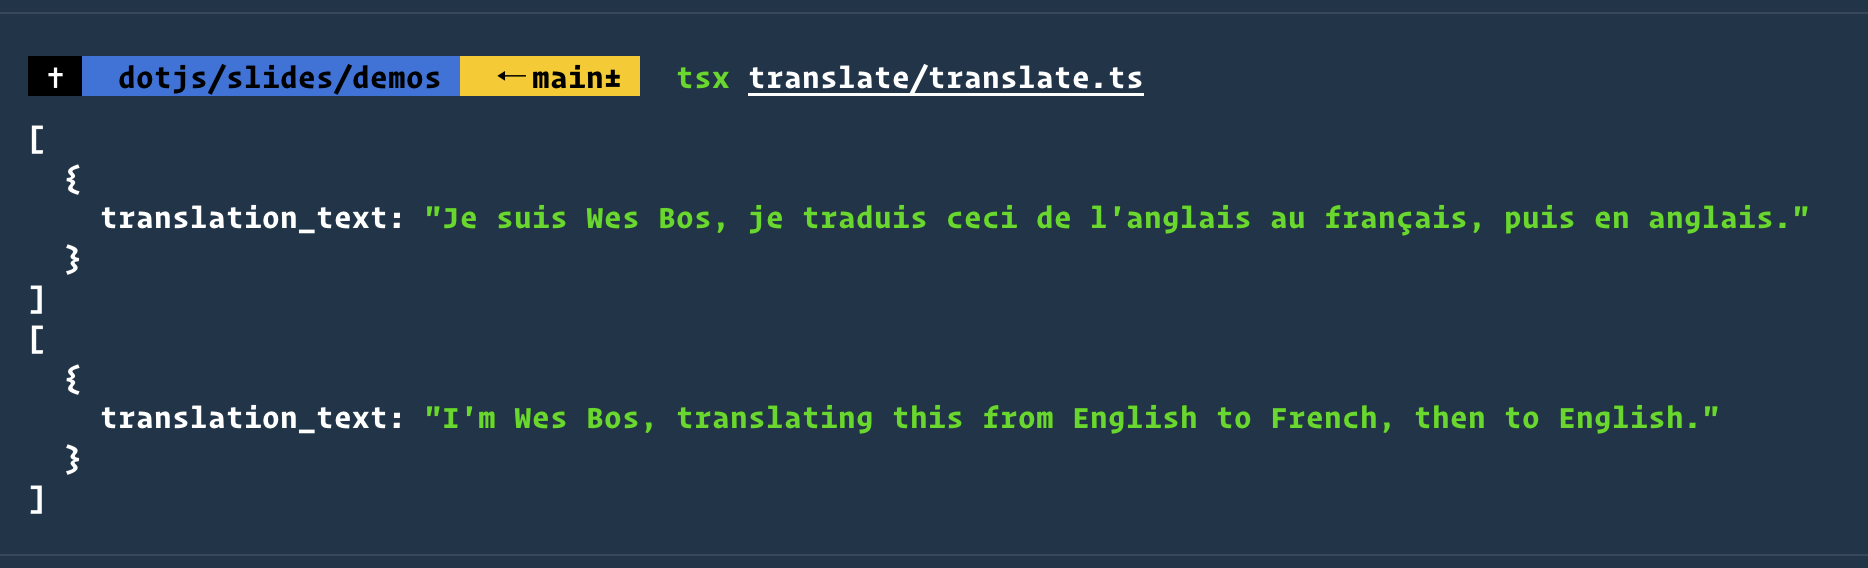 ✝ dotjs/slides/demos ←main± tsx translate/translate.ts
[
  {
    translation_text: "Je suis Wes Bos, je traduis ceci de l'anglais au français, puis en anglais."
  }
]
[
  {
    translation_text: "I'm Wes Bos, translating this from English to French, then to English."
  }
]